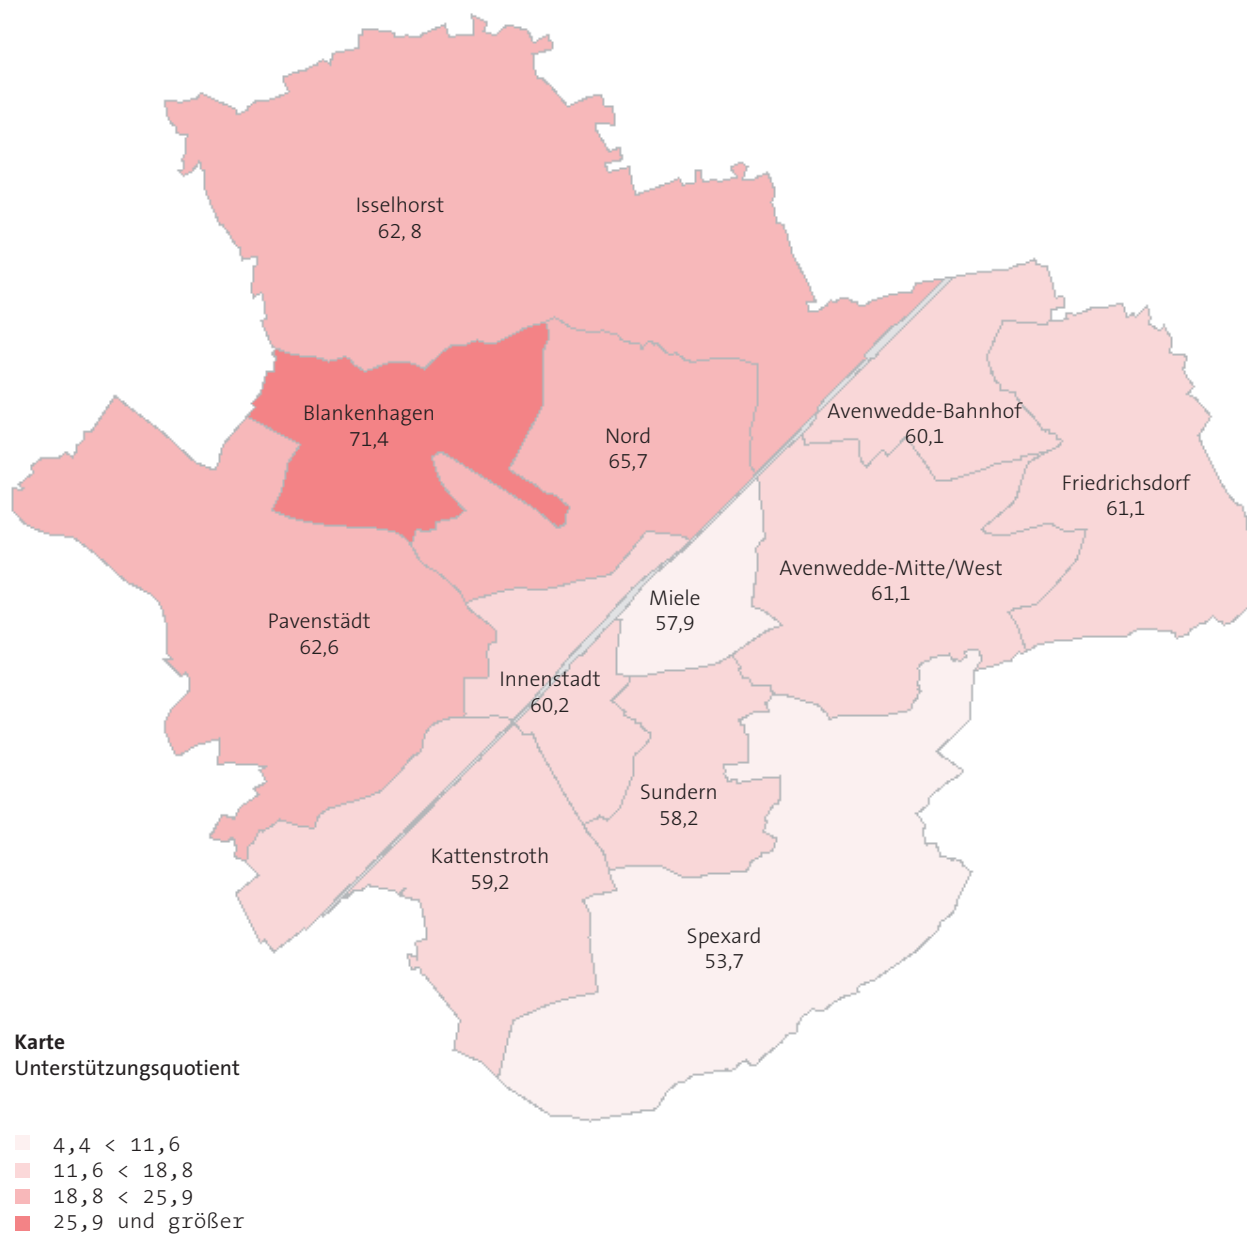 Isselhorst
62, 8
Blankenhagen
71,4
Nord
65,7
Avenwedde-Bahnhof
60,1
Friedrichsdorf
61,1
Avenwedde-Mitte/West
61,1
Miele
57,9
Pavenstädt
62,6
Innenstadt
60,2
Sundern
58,2
Kattenstroth
59,2
Spexard
53,7
Karte
Unterstützungsquotient
4,4 < 11,6
11,6 < 18,8
18,8 < 25,9
25,9 und größer